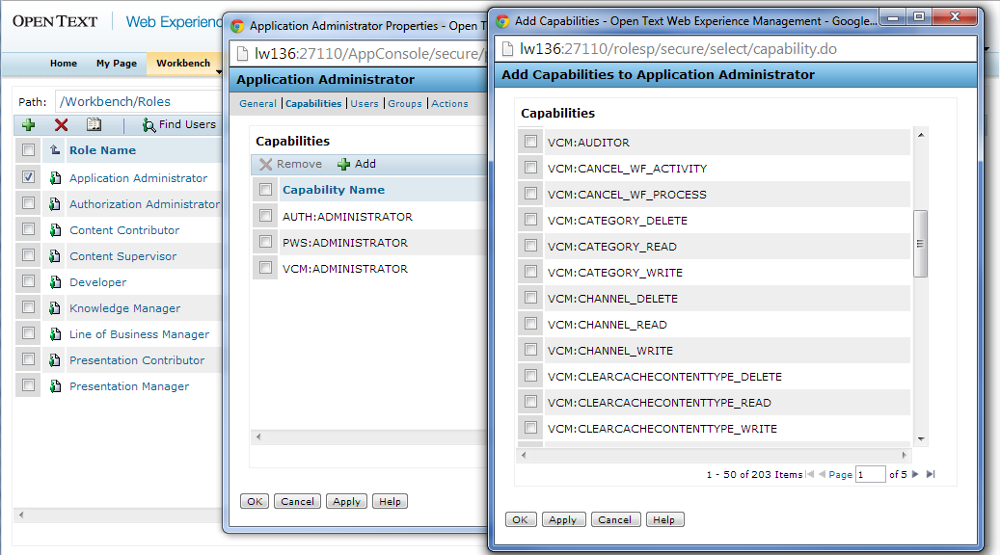 OPEN TEXT
Web Experienc
Home My Page Workbench
Path: /Workbench/Roles
Find Users
Role Name
Application Administrator
Authorization Administrator
Content Contributor
Content Supervisor
Developer
Knowledge Manager
Line of Business Manager
Presentation Contributor
Presentation Manager
Application Administrator Properties - Open T
lw136:27110/AppConsole/secure/
Application Administrator
General | Capabilities | Users | Groups | Actions
Capabilities
Remove Add
Capability Name
AUTH:ADMINISTRATOR
PWS:ADMINISTRATOR
VCM:ADMINISTRATOR
OK Cancel Apply Help
Add Capabilities - Open Text Web Experience Management - Google...
lw136:27110/rolesp/secure/select/capability.do
Add Capabilities to Application Administrator
Capabilities
VCM:AUDITOR
VCM:CANCEL_WF_ACTIVITY
VCM:CANCEL_WF_PROCESS
VCM:CATEGORY_DELETE
VCM:CATEGORY_READ
VCM:CATEGORY_WRITE
VCM:CHANNEL_DELETE
VCM:CHANNEL_READ
VCM:CHANNEL_WRITE
VCM:CLEARCACHECONTENTTYPE_DELETE
VCM:CLEARCACHECONTENTTYPE_READ
VCM:CLEARCACHECONTENTTYPE_WRITE
1 - 50 of 203 Items Page 1 of 5
OK Apply Cancel Help